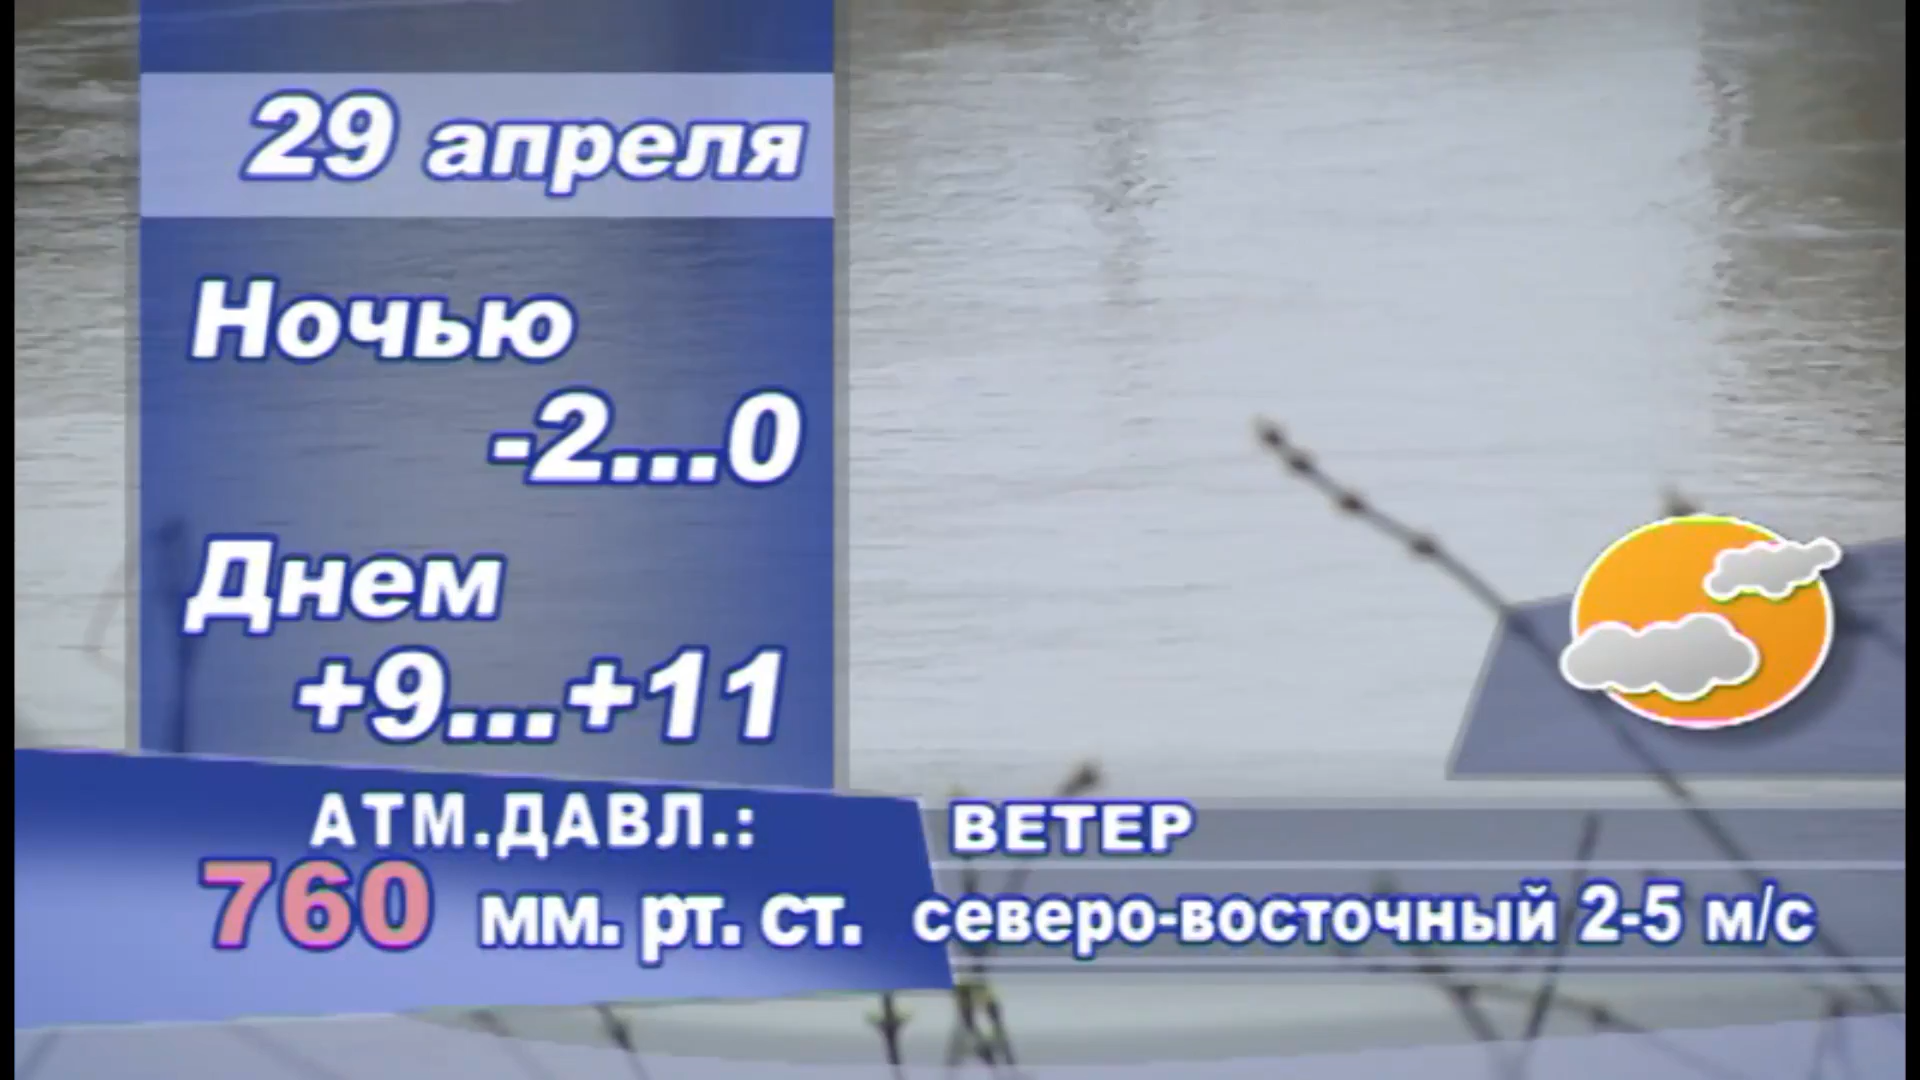 29 апреля
Ночью
-2...0
Днем
+9...+11
АТМ.ДАВЛ.:
760 мм. рт. ст.
ВЕТЕР
северо-восточный 2-5 м/с